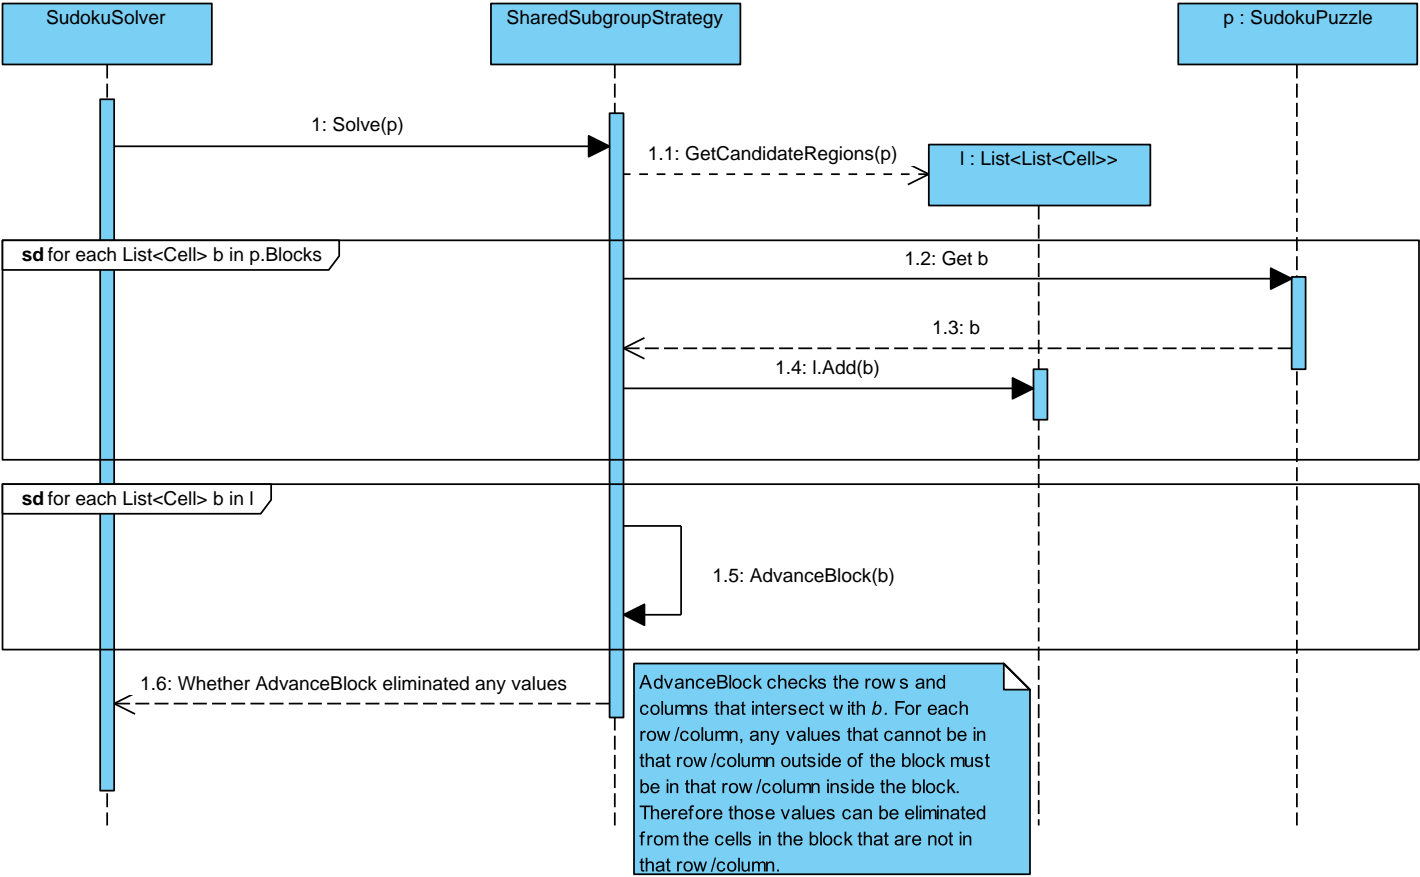 SudokuSolver
SharedSubgroupStrategy
p : SudokuPuzzle
1: Solve(p)
1.1: GetCandidateRegions(p)
l : List<List<Cell>>
sd for each List<Cell> b in p.Blocks
1.2: Get b
1.3: b
1.4: l.Add(b)
sd for each List<Cell> b in l
1.5: AdvanceBlock(b)
1.6: Whether AdvanceBlock eliminated any values
AdvanceBlock checks the rows and
columns that intersect with b. For each
row/column, any values that cannot be in
that row/column outside of the block must
be in that row/column inside the block.
Therefore those values can be eliminated
from the cells in the block that are not in
that row/column.